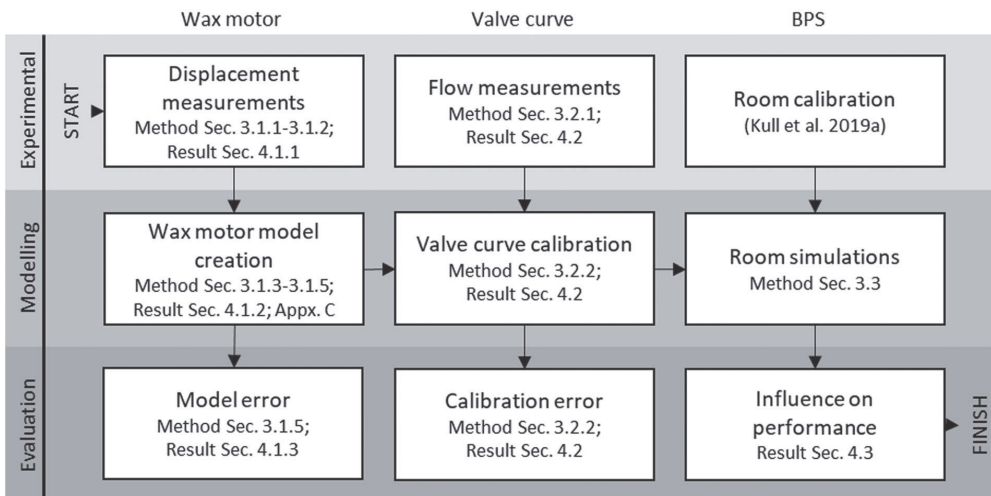 Wax motor
Valve curve
BPS
Experimental
START
Displacement
measurements
Method Sec. 3.1.1-3.1.2;
Result Sec. 4.1.1
Flow measurements
Method Sec. 3.2.1;
Result Sec. 4.2
Room calibration
(Kull et al. 2019a)
Modelling
Wax motor model
creation
Method Sec. 3.1.3-3.1.5;
Result Sec. 4.1.2; Appx. C
Valve curve calibration
Method Sec. 3.2.2;
Result Sec. 4.2
Room simulations
Method Sec. 3.3
Evaluation
Model error
Method Sec. 3.1.5;
Result Sec. 4.1.3
Calibration error
Method Sec. 3.2.2;
Result Sec. 4.2
Influence on
performance
Result Sec. 4.3
FINISH